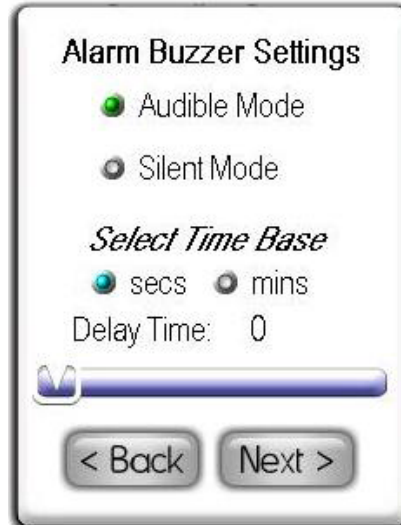 Alarm Buzzer Settings
Audible Mode
Silent Mode
Select Time Base
secs mins
Delay Time: 0
< Back Next >